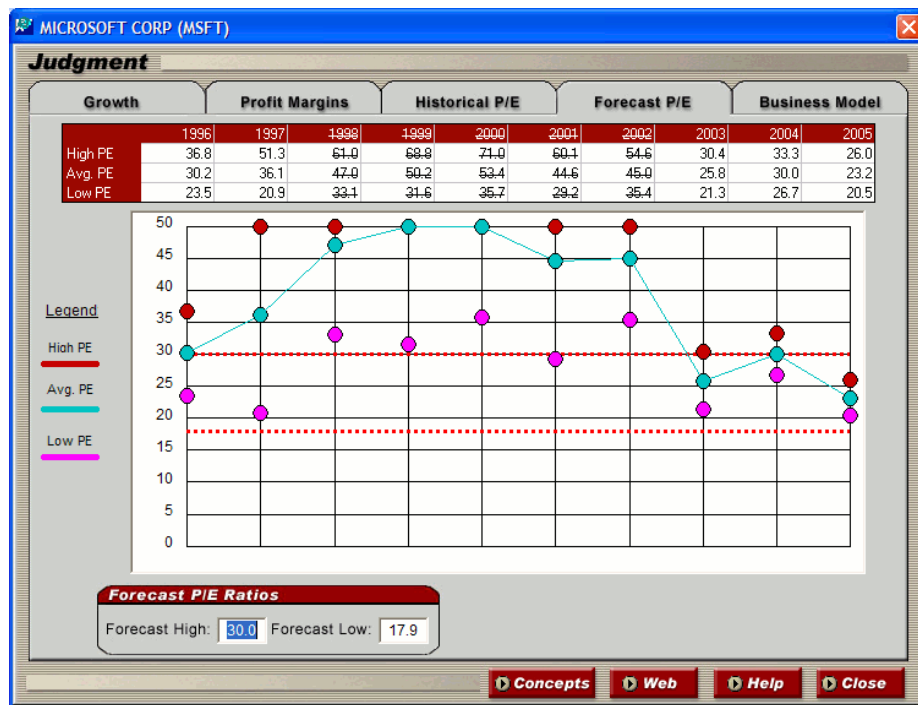 MICROSOFT CORP (MSFT)
Judgment
Growth Profit Margins Historical P/E Forecast P/E Business Model
1996 1997 1998 1999 2000 2001 2002 2003 2004 2005
High PE 36.8 51.3 61.0 68.8 71.0 60.1 54.6 30.4 33.3 26.0
Avg. PE 30.2 36.1 47.0 50.2 53.4 44.6 45.0 25.8 30.0 23.2
Low PE 23.5 20.9 33.1 31.6 35.7 29.2 35.4 21.3 26.7 20.5
50
45
40
35
30
25
20
15
10
5
0
Legend
High PE
Avg. PE
Low PE
Forecast P/E Ratios
Forecast High: 30.0 Forecast Low: 17.9
Concepts Web Help Close